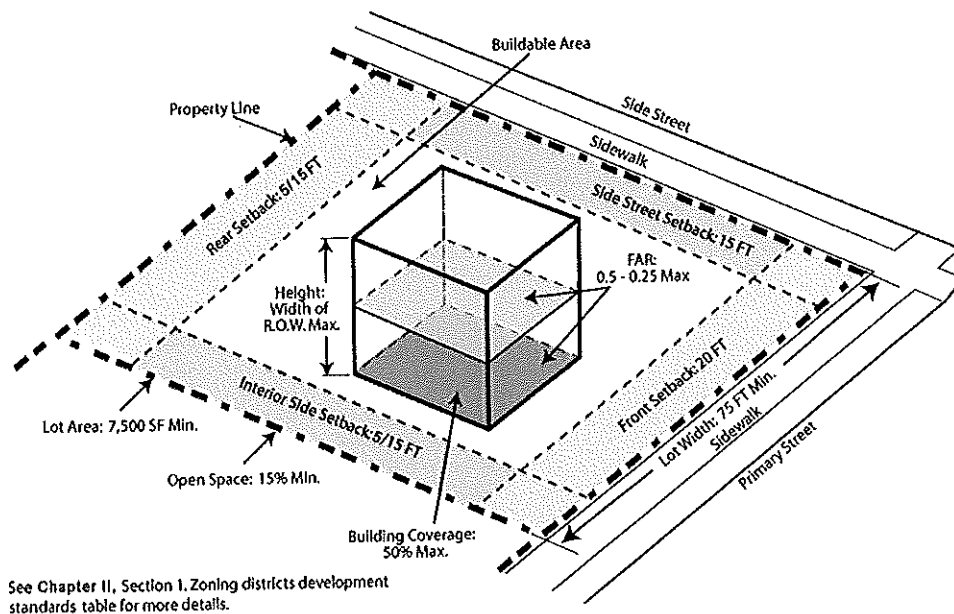 Buildable Area
Property Line
Side Street
Sidewalk
Rear Setback: 5/15 FT
Side Street Setback: 15 FT
FAR:
0.5 - 0.25 Max
Height:
Width of
R.O.W. Max.
Interior Side Setback: 5/15 FT
Front Setback: 20 FT
Lot Width: 75 FT Min.
Sidewalk
Primary Street
Lot Area: 7,500 SF Min.
Open Space: 15% Min.
Building Coverage:
50% Max.
See Chapter II, Section I. Zoning districts development
standards table for more details.